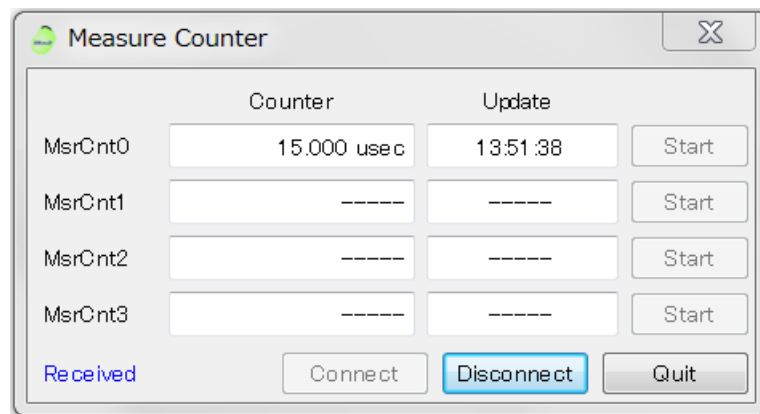 Measure Counter
Counter Update
MsrCnt0 15.000 usec 13:51:38 Start
MsrCnt1 ----- ----- Start
MsrCnt2 ----- ----- Start
MsrCnt3 ----- ----- Start
Received Connect Disconnect Quit